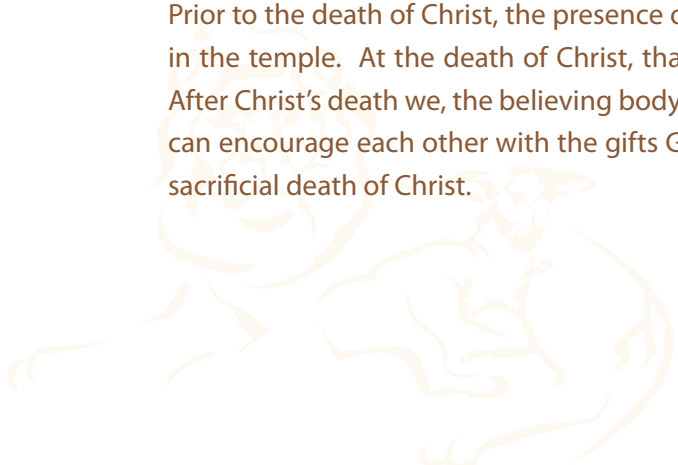 Prior to the death of Christ, the presence
in the temple.  At the death of Christ,
After Christ’s death we, the believing body
can encourage each other with the gifts
sacrificial death of Christ.